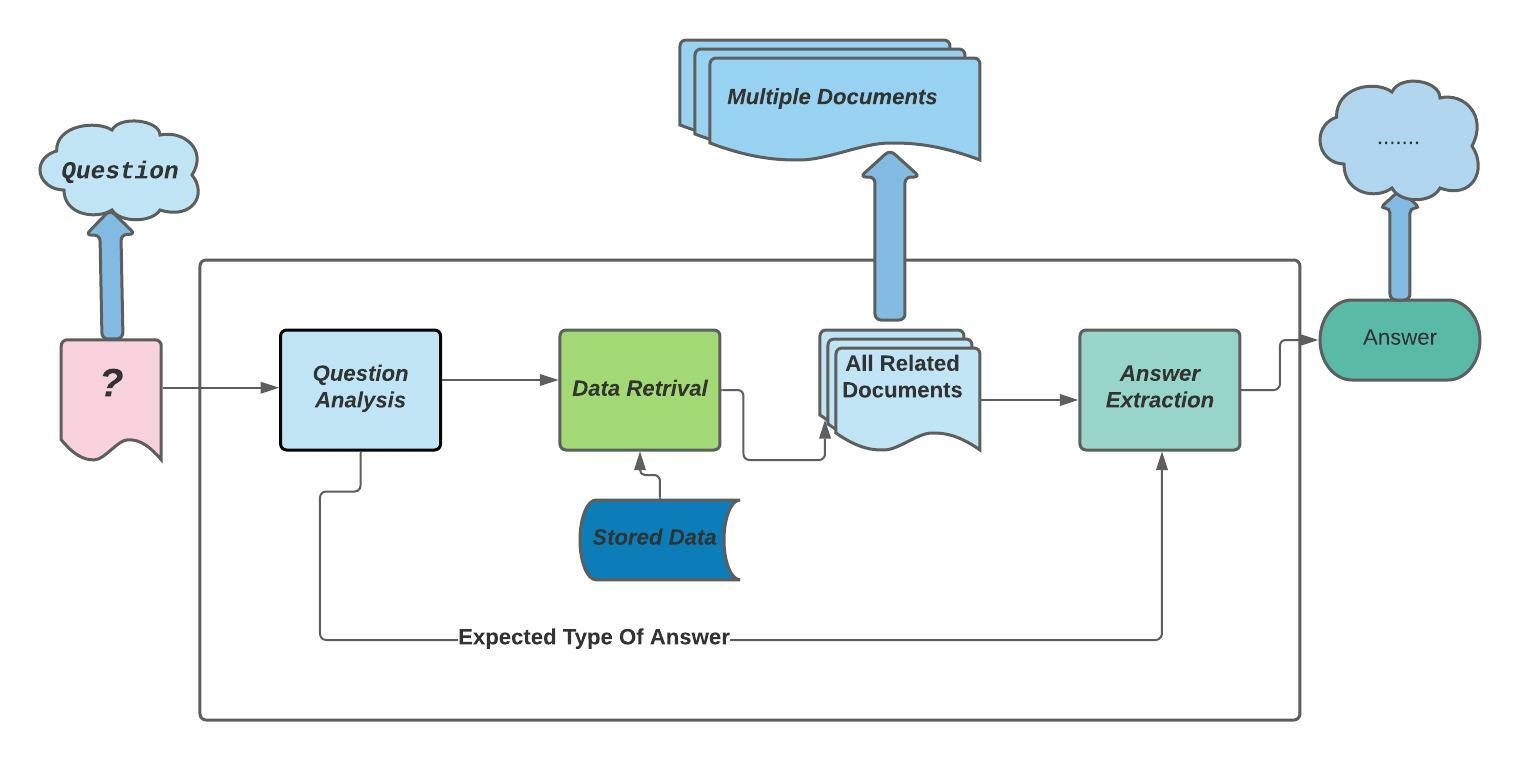 Multiple Documents
.......
Question
?
Question
Analysis
Data Retrival
All Related
Documents
Answer
Extraction
Answer
Stored Data
Expected Type Of Answer